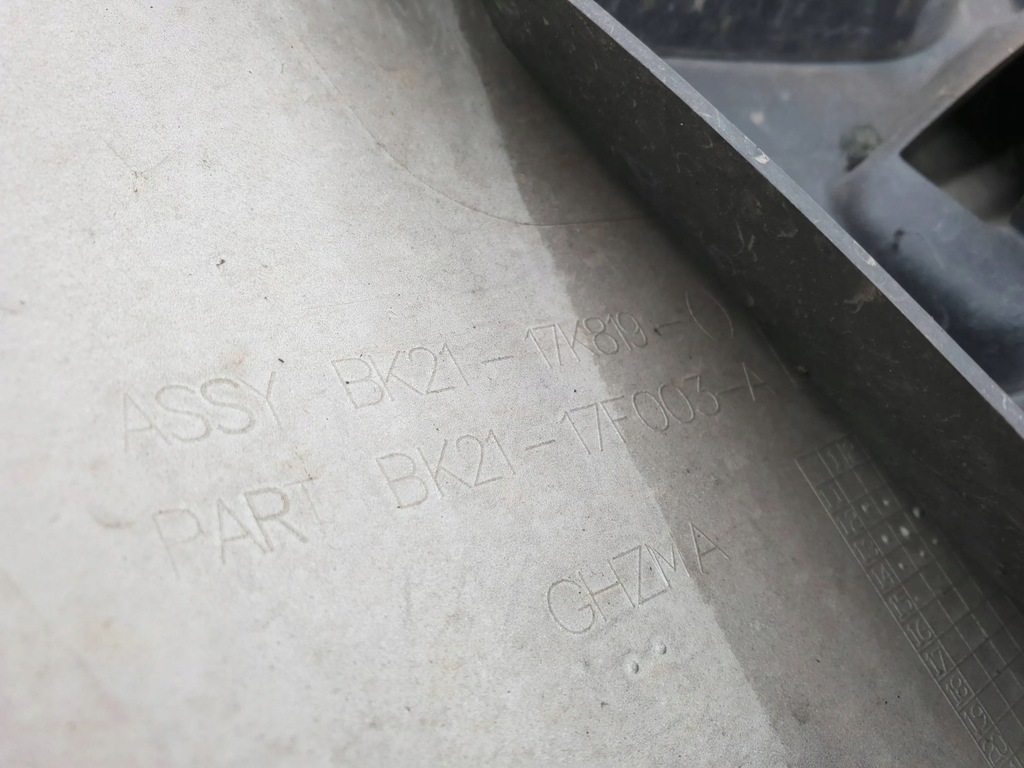 ASSY BK21-17K819-()
PART BK21-17F003-A
GHZMA